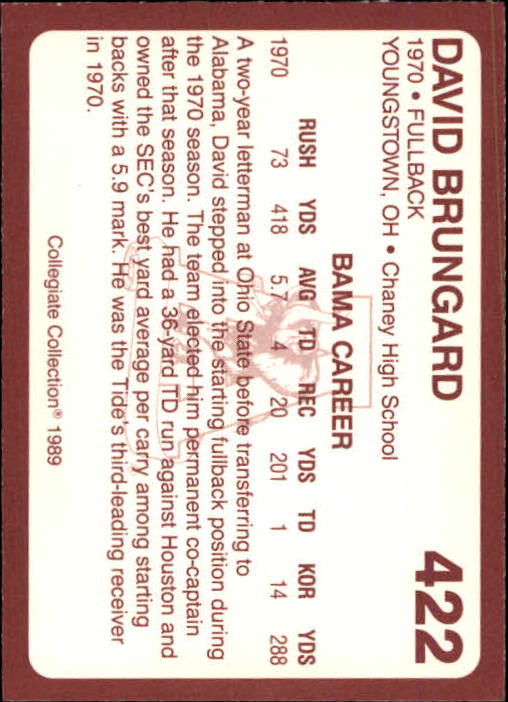 DAVID BRUNGARD 422
1970 • FULLBACK
YOUNGSTOWN, OH • Chaney High School
BAMA CAREER
RUSH YDS AVG TD REC YDS TD KOR YDS
1970 73 418 5.7 4 20 201 1 14 288
A two-year letterman at Ohio State before transferring to
Alabama, David stepped into the starting fullback position during
the 1970 season. The team elected him permanent co-captain
after that season. He had a 36-yard TD run against Houston and
owned the SEC's best yard average per carry among starting
backs with a 5.9 mark. He was the Tide's third-leading receiver
in 1970.
Collegiate Collection® 1989